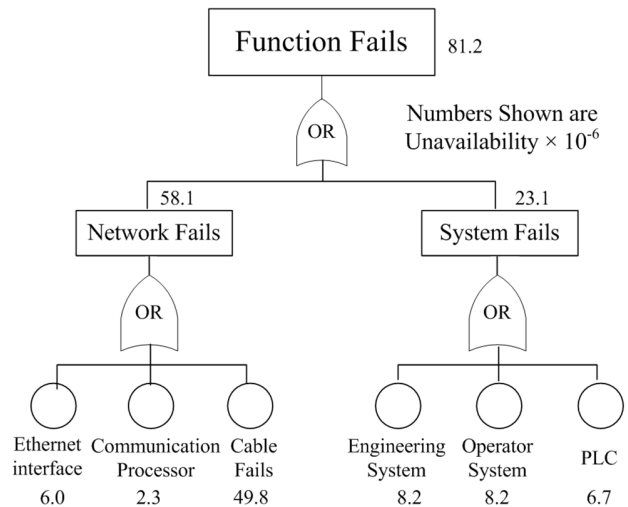 Function Fails
81.2
OR
Numbers Shown are
Unavailability × 10-6
58.1
23.1
Network Fails
System Fails
OR
OR
Ethernet
interface
6.0
Communication
Processor
2.3
Cable
Fails
49.8
Engineering
System
8.2
Operator
System
8.2
PLC
6.7